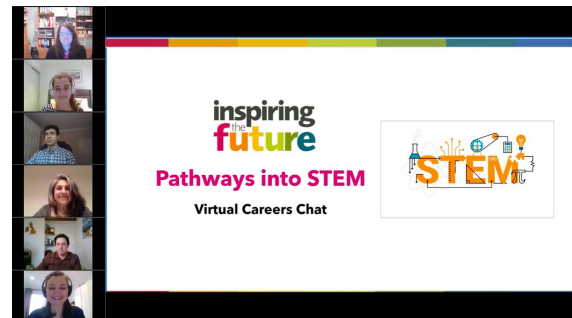 inspiring
the
future
Pathways into STEM
Virtual Careers Chat
STEM
π